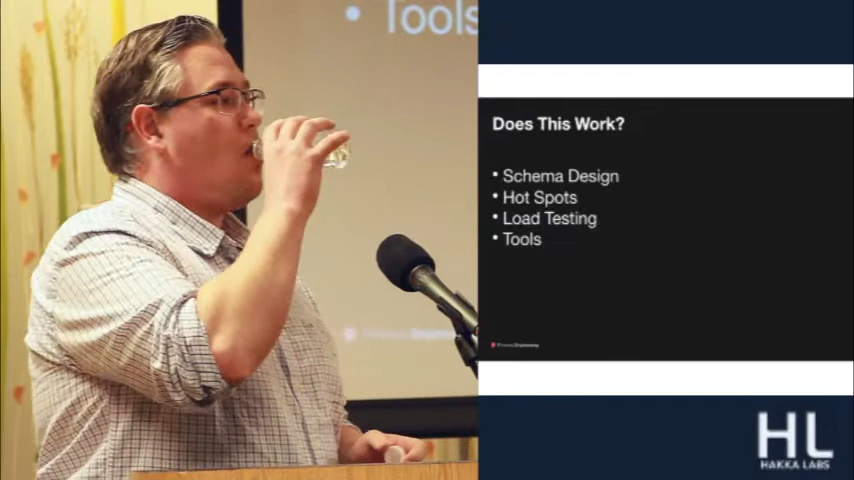 • Tools
Does This Work?
• Schema Design
• Hot Spots
• Load Testing
• Tools
HL
HAKKA LABS